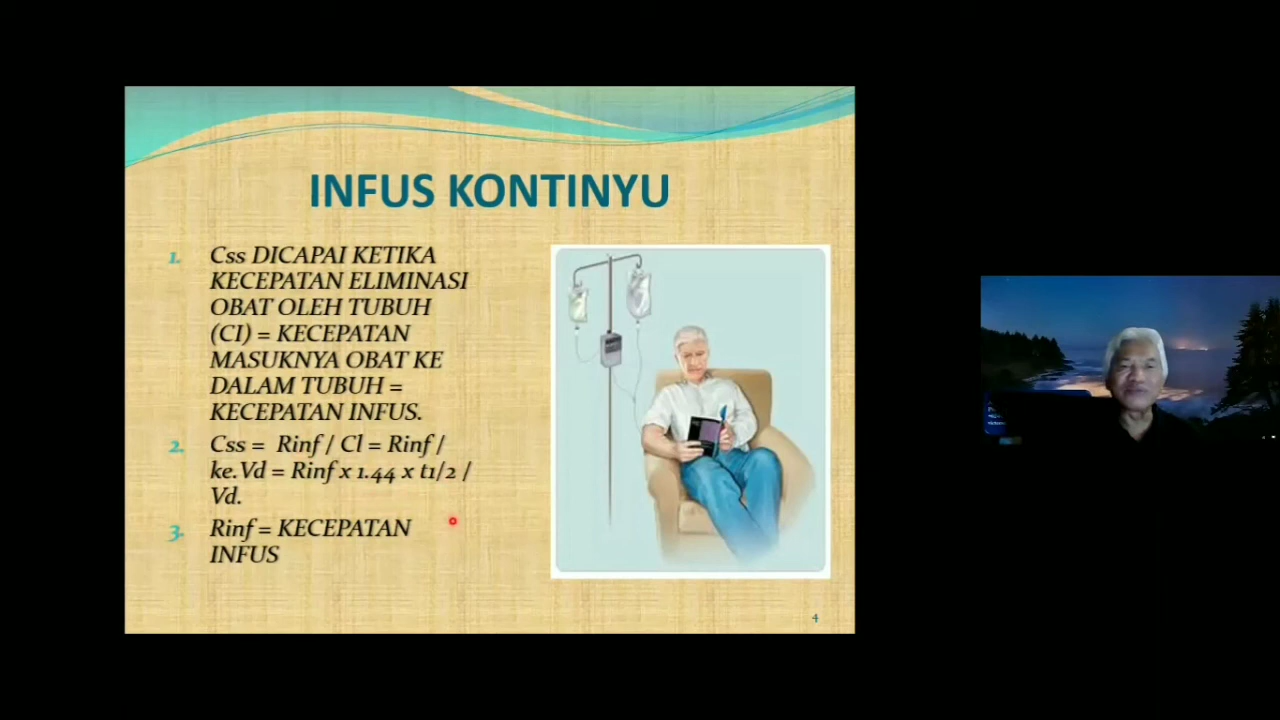 INFUS KONTINYU
1. Css DICAPAI KETIKA
KECEPATAN ELIMINASI
OBAT OLEH TUBUH
(CI) = KECEPATAN
MASUKNYA OBAT KE
DALAM TUBUH =
KECEPATAN INFUS.
2. Css = Rinf / Cl = Rinf /
ke.Vd = Rinf x 1.44 x t1/2 /
Vd.
3. Rinf = KECEPATAN
INFUS
4